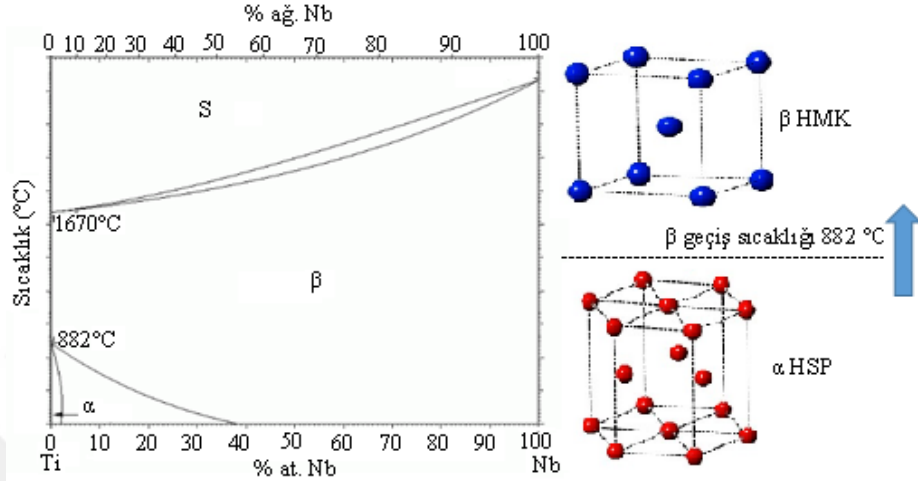 % ağ. Nb
0 10 20 30 40 50 60 70 80 90 100
S
1670°C
Sıcaklık (°C)
β
882°C
α
0 10 20 30 40 50 60 70 80 90 100
Ti % at. Nb Nb
β HMK
β geçiş sıcaklığı 882 °C
α HSP